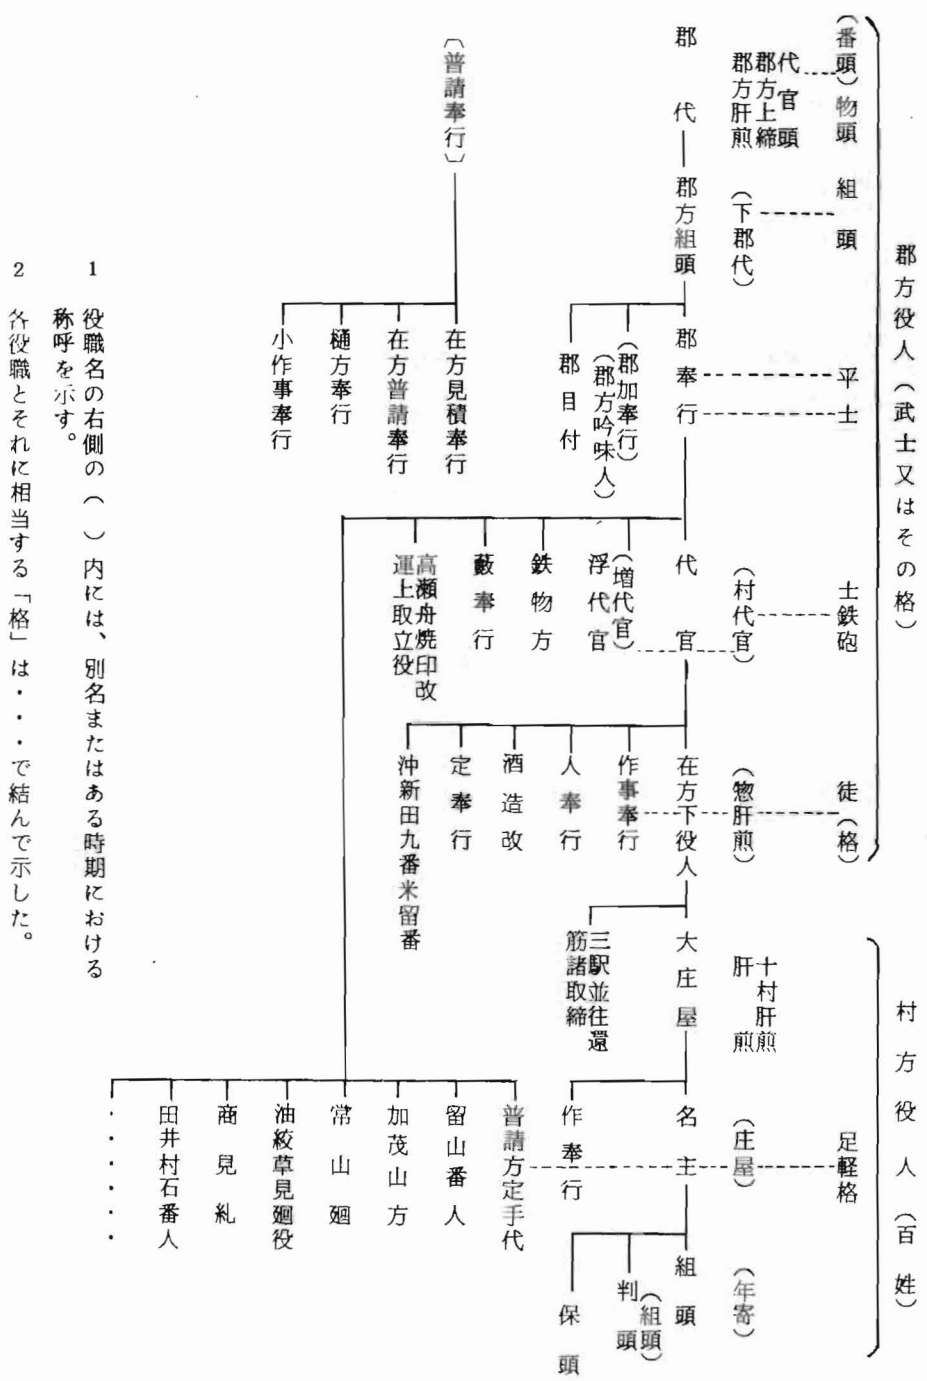 郡方役人（武士又はその格）
村方役人（百姓）
（番頭）物頭
組頭
平士
士鉄砲
徒（格）
足軽格
代官頭
郡方上締
郡方肝煎
（下郡代）
（村代官）
（惣肝煎）
十村肝煎
肝煎
（庄屋）
（年寄）
郡代
郡方組頭
郡奉行
代官
在方下役人
大庄屋
名主
組頭
（郡加奉行）
（郡方吟味人）
郡目付
（増代官）
浮代官
鉄物方
藪奉行
高瀬舟焼印改
運上取立役
作事奉行
人奉行
酒造改
定奉行
沖新田九番米留番
三駅並往還
筋諸取締
作奉行
（組頭）
判頭
保頭
〔普請奉行〕
在方見積奉行
在方普請奉行
樋方奉行
小作事奉行
普請方定手代
留山番人
加茂山方
常山廻
油絞草見廻役
商見札
田井村石番人
・・・・・・
1 役職名の右側の（ ）内には、別名またはある時期における
称呼を示す。
2 各役職とそれに相当する「格」は・・・で結んで示した。